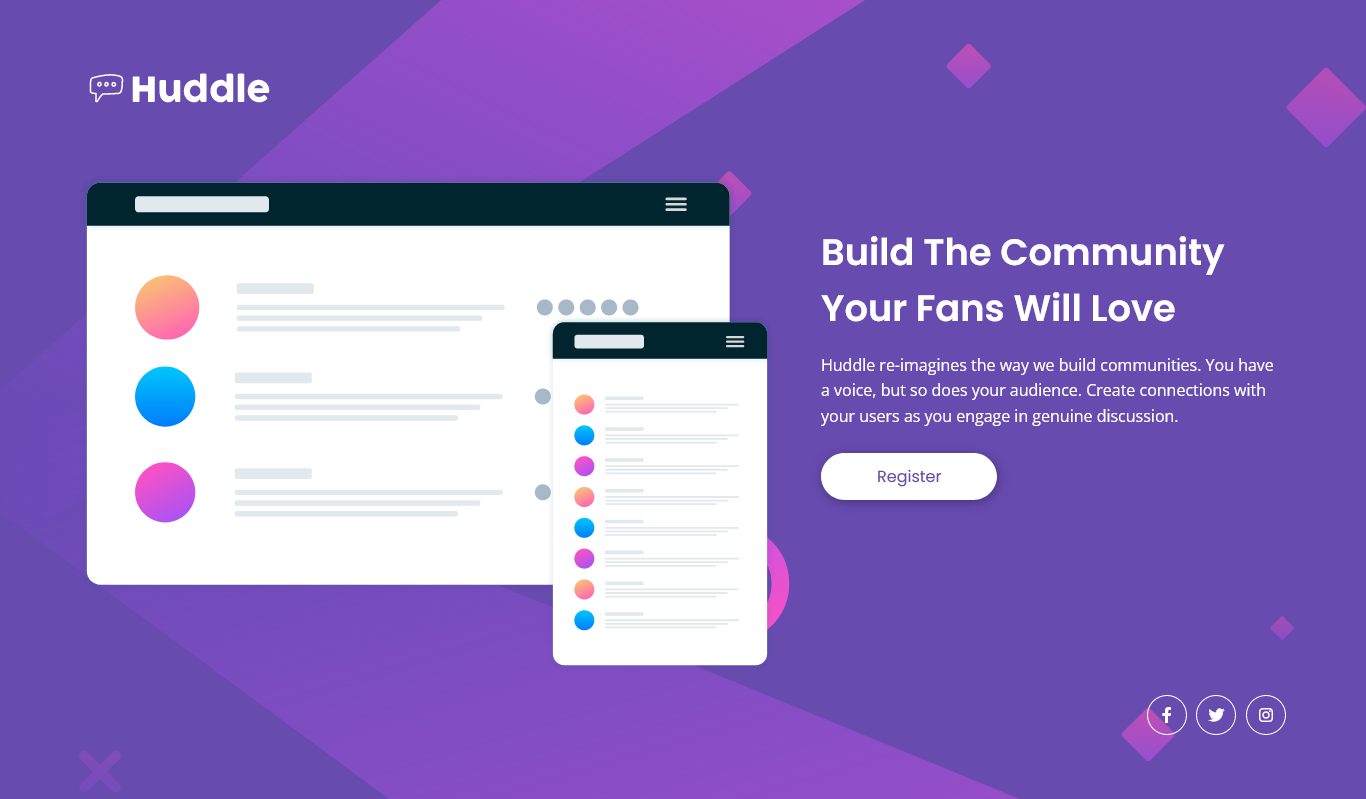 Huddle
Build The Community
Your Fans Will Love
Huddle re-imagines the way we build communities. You have
a voice, but so does your audience. Create connections with
your users as you engage in genuine discussion.
Register